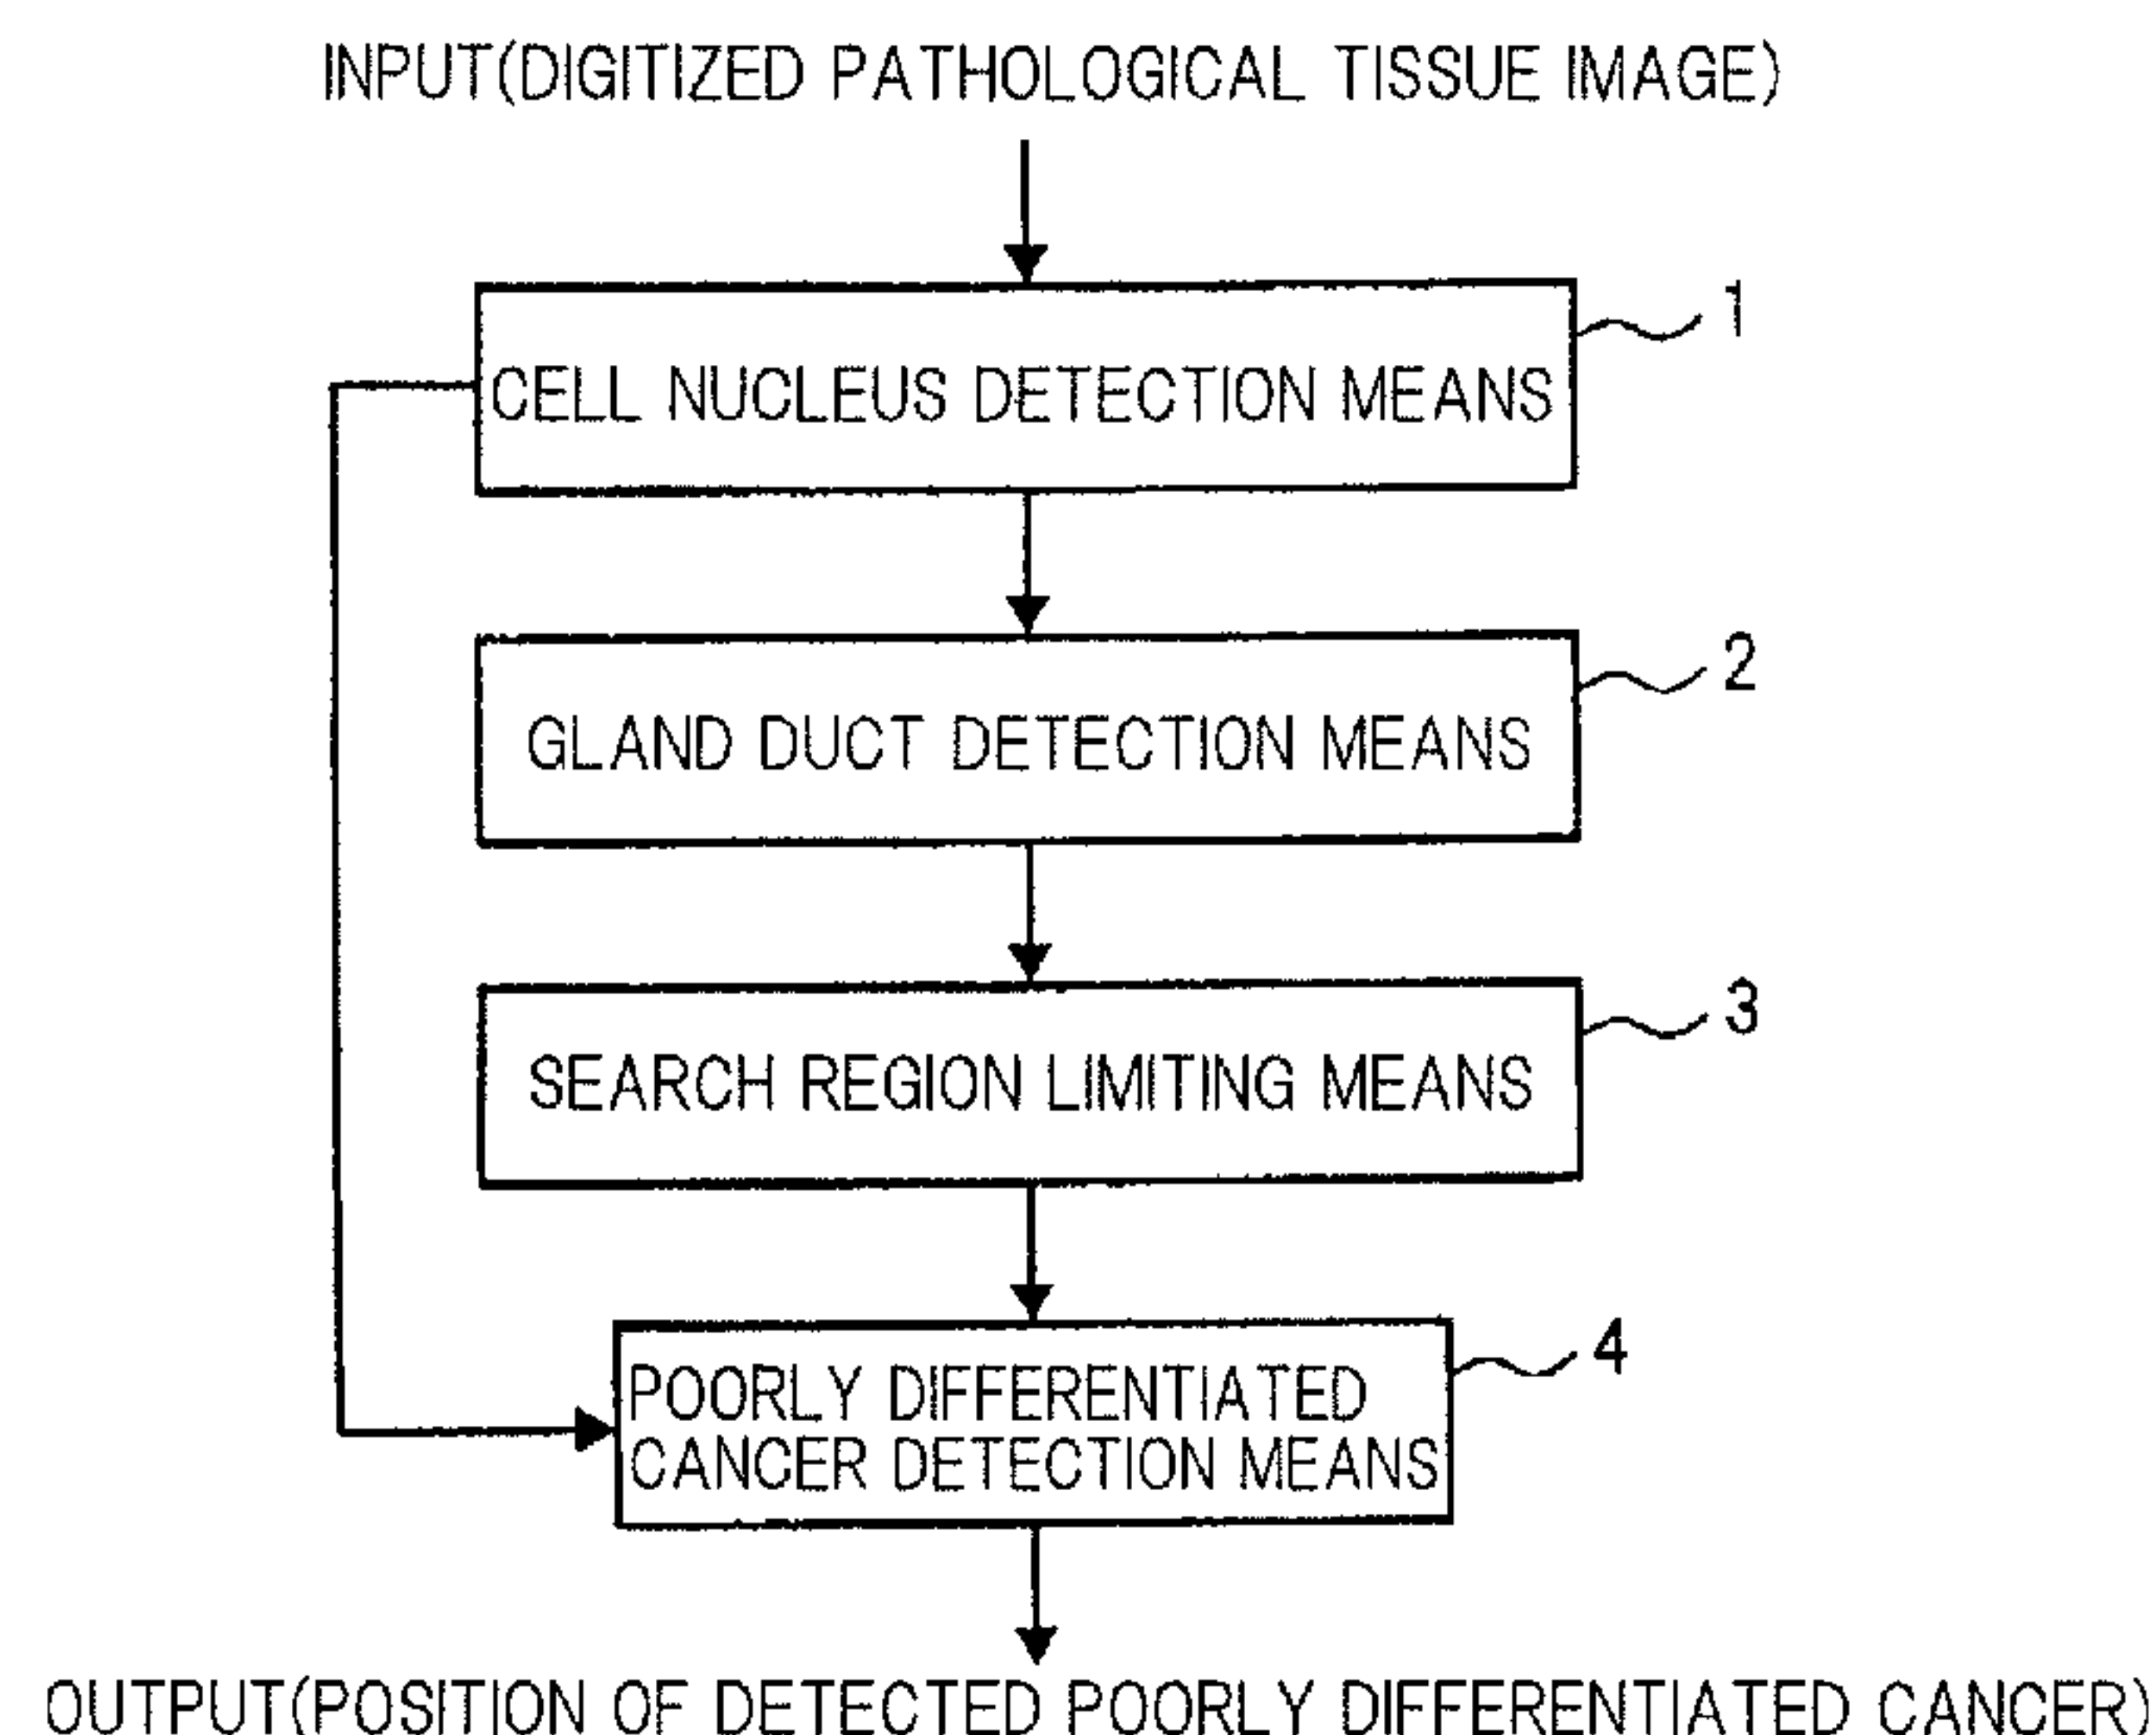 INPUT(DIGITIZED PATHOLOGICAL TISSUE IMAGE)
1
CELL NUCLEUS DETECTION MEANS
2
GLAND DUCT DETECTION MEANS
3
SEARCH REGION LIMITING MEANS
4
POORLY DIFFERENTIATED
CANCER DETECTION MEANS
OUTPUT(POSITION OF DETECTED POORLY DIFFERENTIATED CANCER)